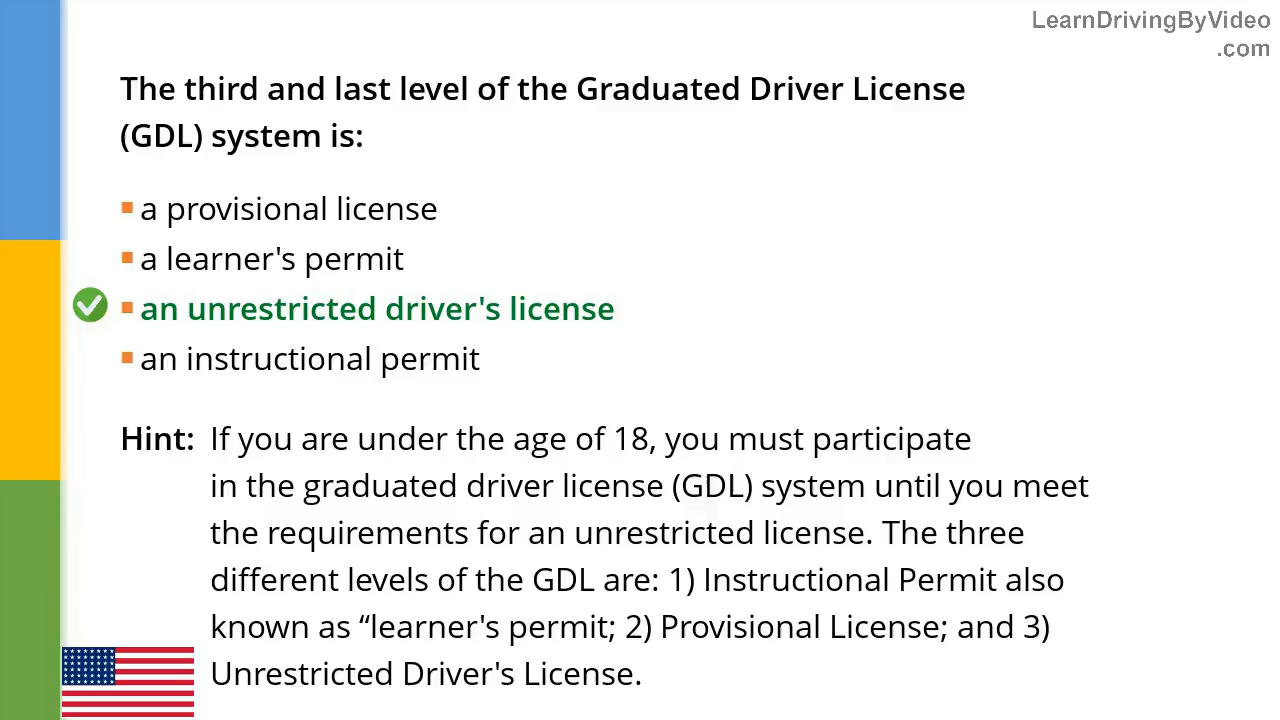 LearnDrivingByVideo
.com
The third and last level of the Graduated Driver License
(GDL) system is:
a provisional license
a learner's permit
an unrestricted driver's license
an instructional permit
Hint: If you are under the age of 18, you must participate
in the graduated driver license (GDL) system until you meet
the requirements for an unrestricted license. The three
different levels of the GDL are: 1) Instructional Permit also
known as “learner's permit; 2) Provisional License; and 3)
Unrestricted Driver's License.